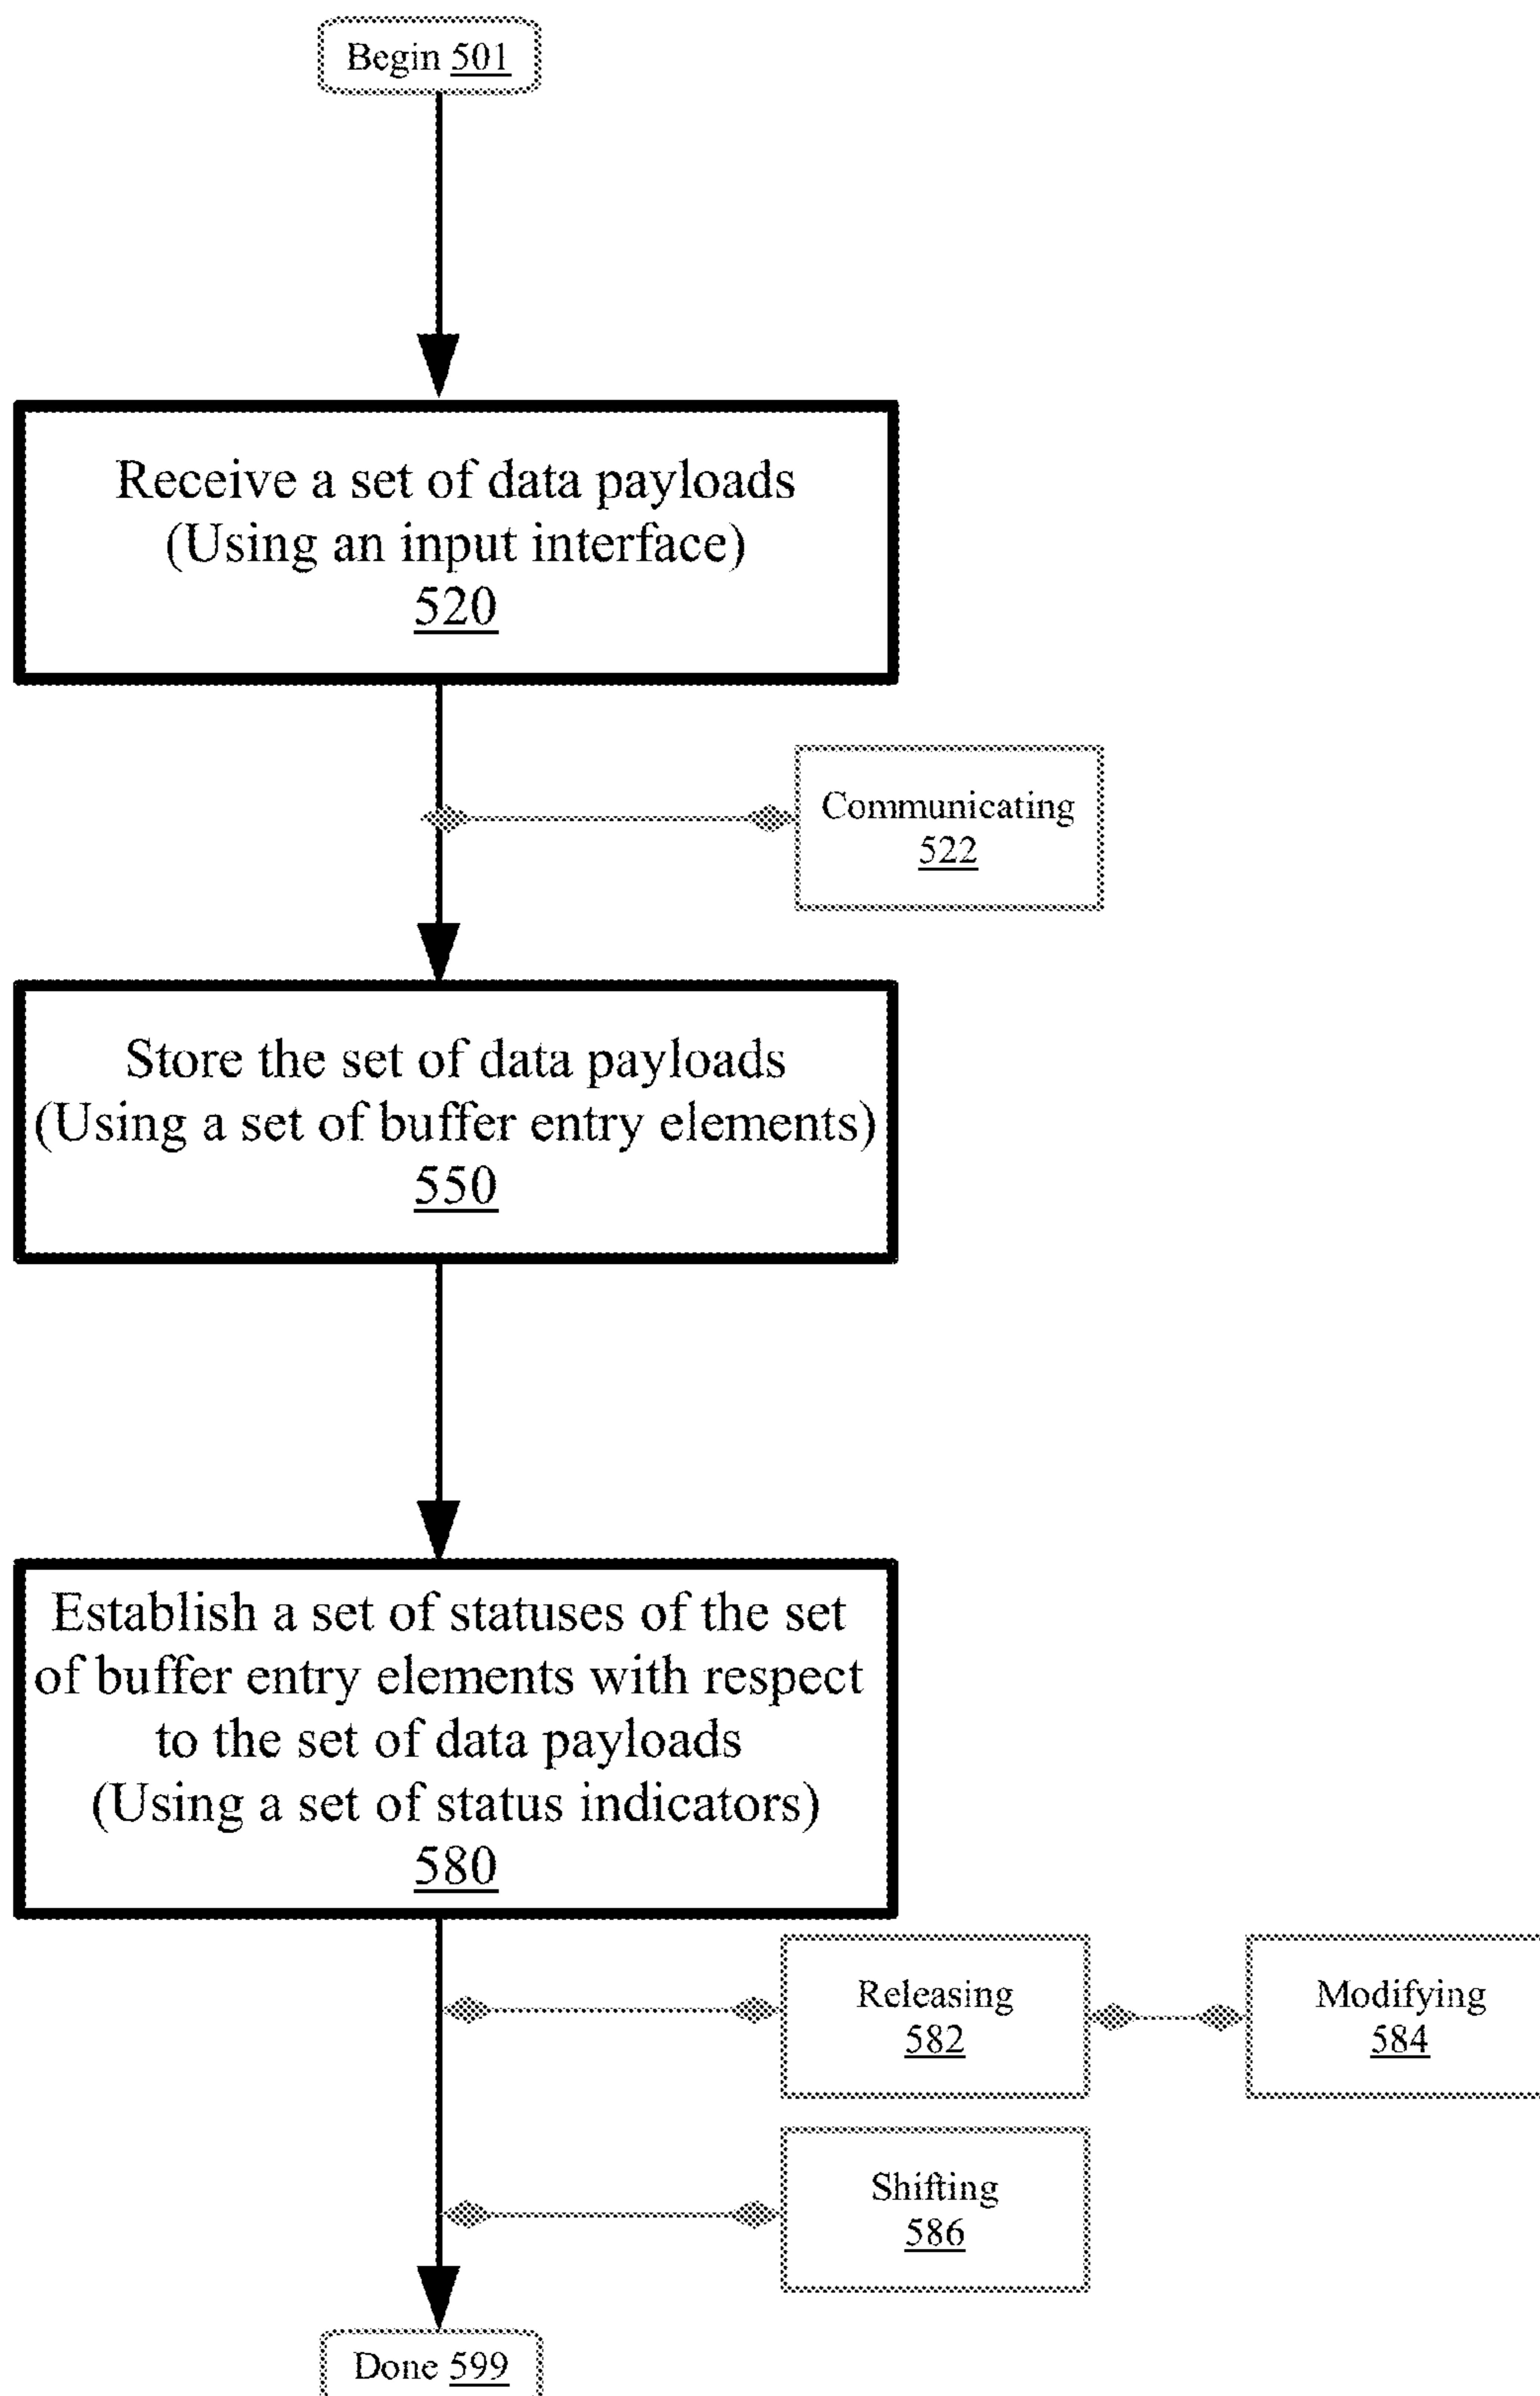 Begin 501
Receive a set of data payloads
(Using an input interface)
520
Communicating
522
Store the set of data payloads
(Using a set of buffer entry elements)
550
Establish a set of statuses of the set
of buffer entry elements with respect
to the set of data payloads
(Using a set of status indicators)
580
Releasing
582
Modifying
584
Shifting
586
Done 599